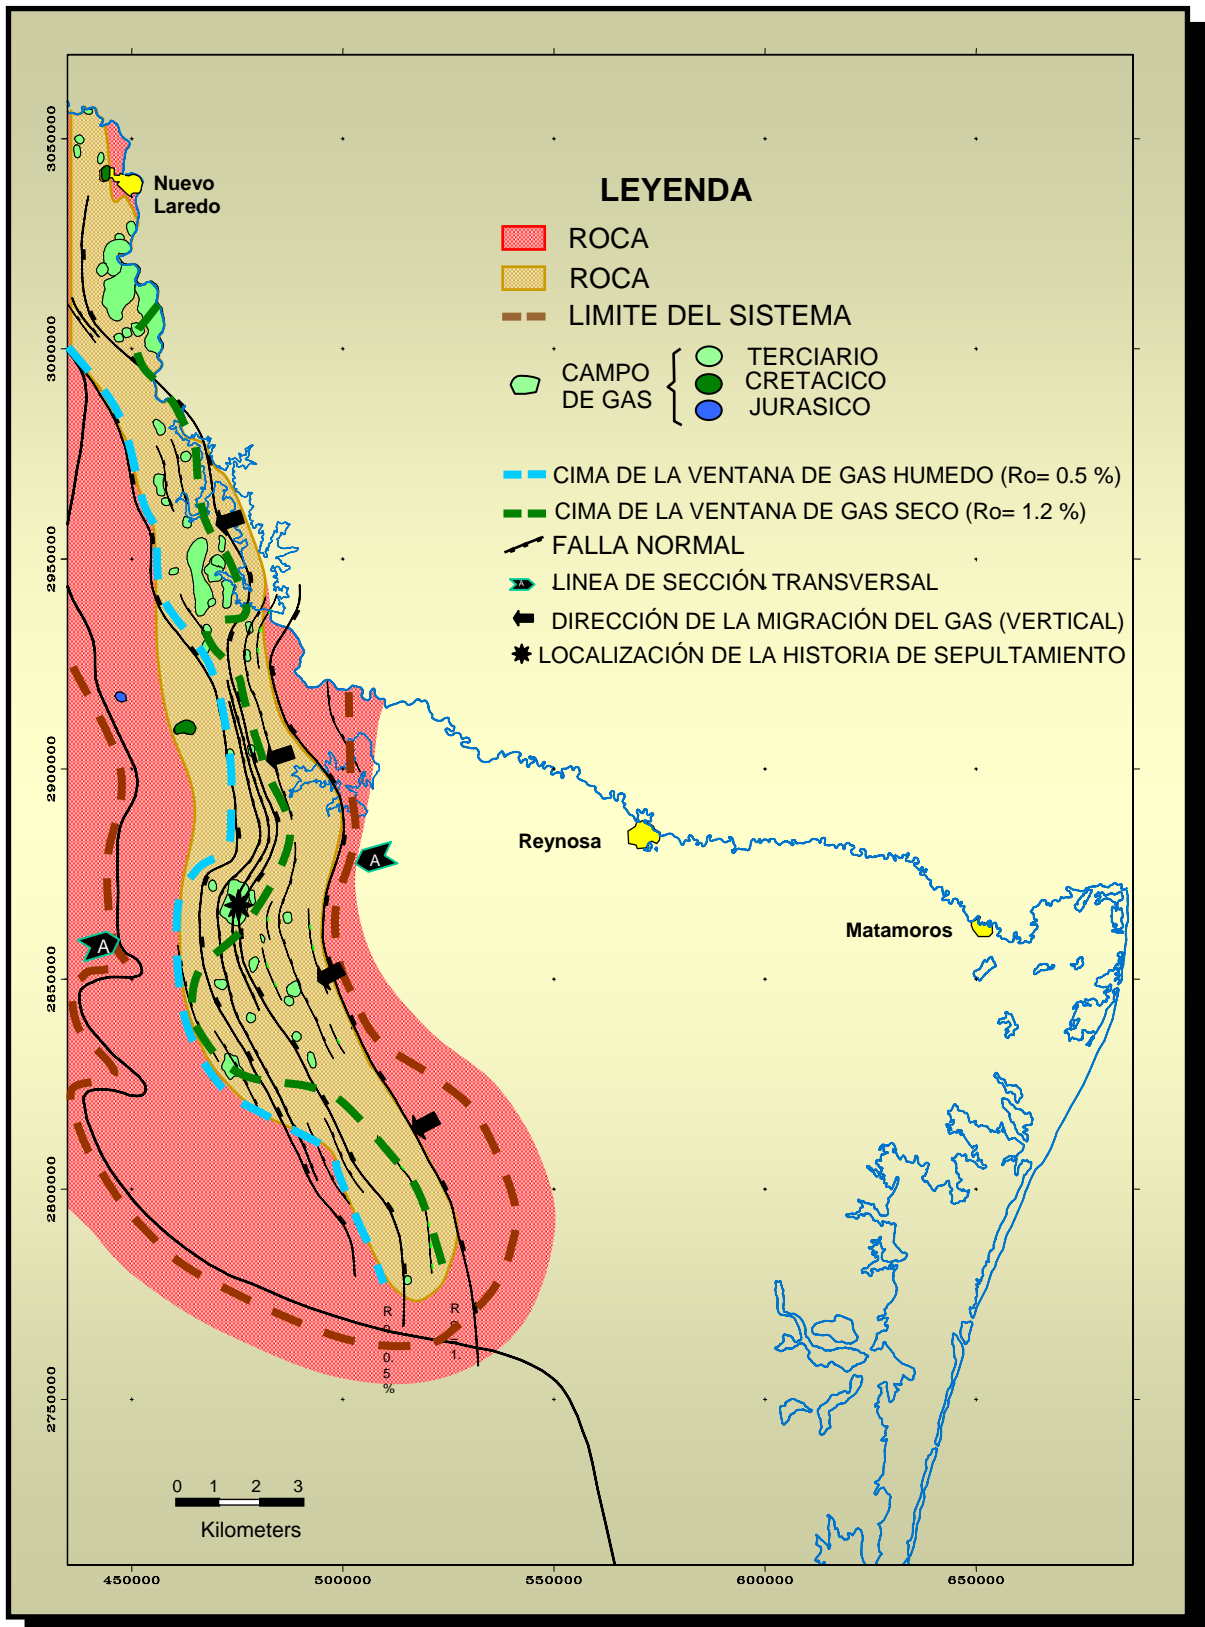 3050000
3000000
2950000
2900000
2850000
2800000
2750000
Nuevo
Laredo
LEYENDA
ROCA
ROCA
LIMITE DEL SISTEMA
CAMPO
DE GAS
TERCIARIO
CRETACICO
JURASICO
CIMA DE LA VENTANA DE GAS HUMEDO (Ro= 0.5 %)
CIMA DE LA VENTANA DE GAS SECO (Ro= 1.2 %)
FALLA NORMAL
A
LINEA DE SECCIÓN TRANSVERSAL
DIRECCIÓN DE LA MIGRACIÓN DEL GAS (VERTICAL)
LOCALIZACIÓN DE LA HISTORIA DE SEPULTAMIENTO
Reynosa
A
Matamoros
A
R
0.
5
%
R
1.
0 1 2 3
Kilometers
450000 500000 550000 600000 650000